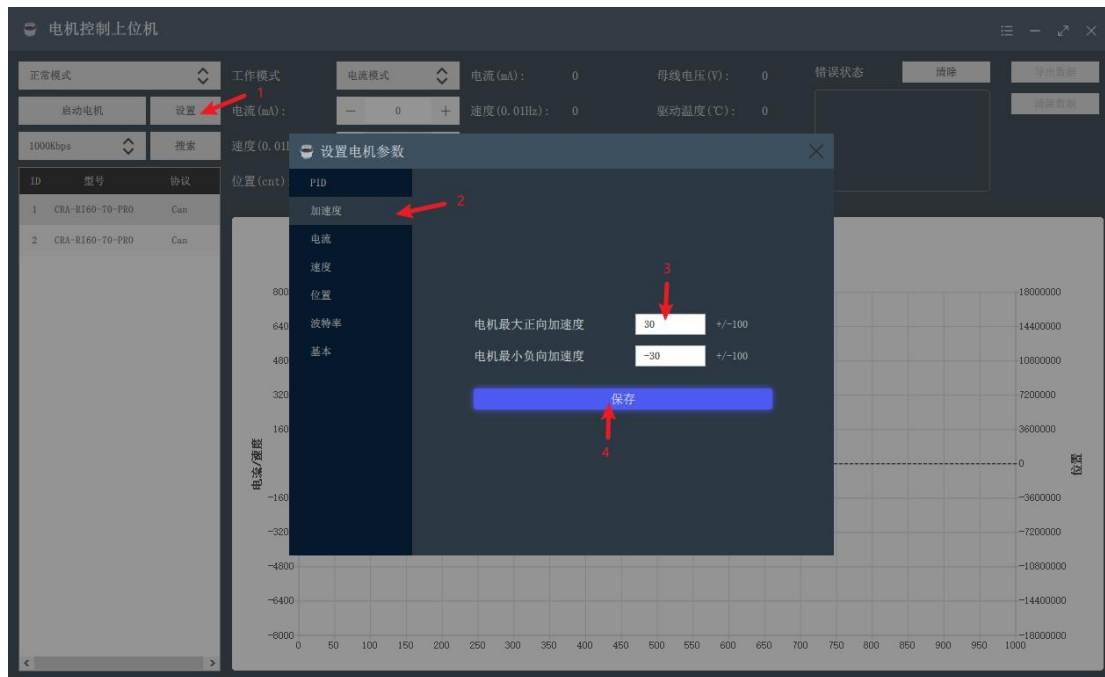 电机控制上位机
正常模式 工作模式 电流模式 电流(mA): 0 母线电压(V): 0 错误状态 清除 导出数据
1
启动电机 设置 电流(mA): — 0 + 速度(0.01Hz): 0 驱动温度(℃): 0 清除数据
1000Kbps 搜索 速度(0.01
设置电机参数
ID 型号 协议 位置(cnt)
PID
1 CRA-RI60-70-PRO Can
2 CRA-RI60-70-PRO Can
加速度
2
电流
速度
位置
波特率
基本
3
电机最大正向加速度 30 +/-100
电机最小负向加速度 -30 +/-100
保存
4
电流/速度
800
640
480
320
160
-160
-320
-4800
-6400
-8000
18000000
14400000
10800000
7200000
3600000
0
-3600000
-7200000
-10800000
-14400000
-18000000
位置
0 50 100 150 200 250 300 350 400 450 500 550 600 650 700 750 800 850 900 950 1000